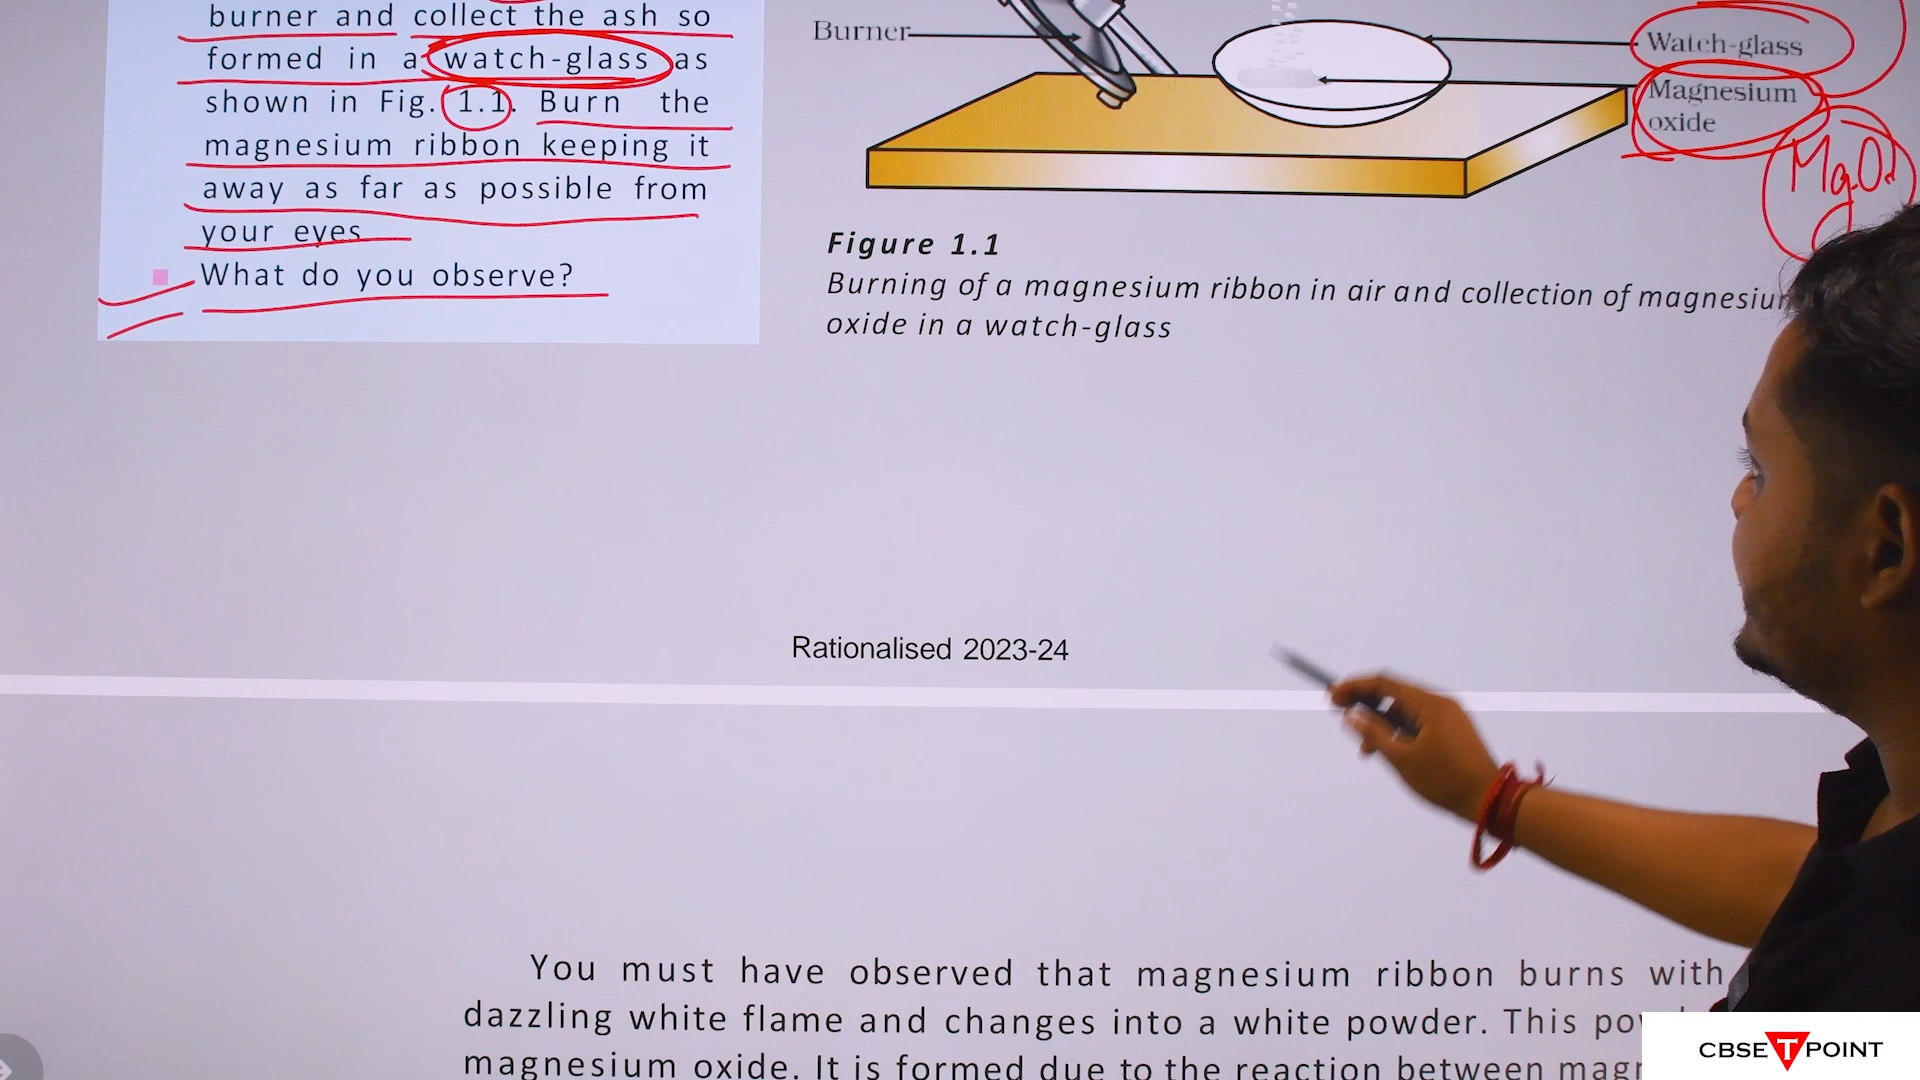 burner and collect the ash so
formed in a watch-glass as
shown in Fig. 1.1. Burn the
magnesium ribbon keeping it
away as far as possible from
your eyes.
What do you observe?
Burner
Watch-glass
Magnesium
oxide
MgO
Figure 1.1
Burning of a magnesium ribbon in air and collection of magnesium
oxide in a watch-glass
Rationalised 2023-24
You must have observed that magnesium ribbon burns with
dazzling white flame and changes into a white powder. This
magnesium oxide. It is formed due to the reaction between
CBSE T POINT